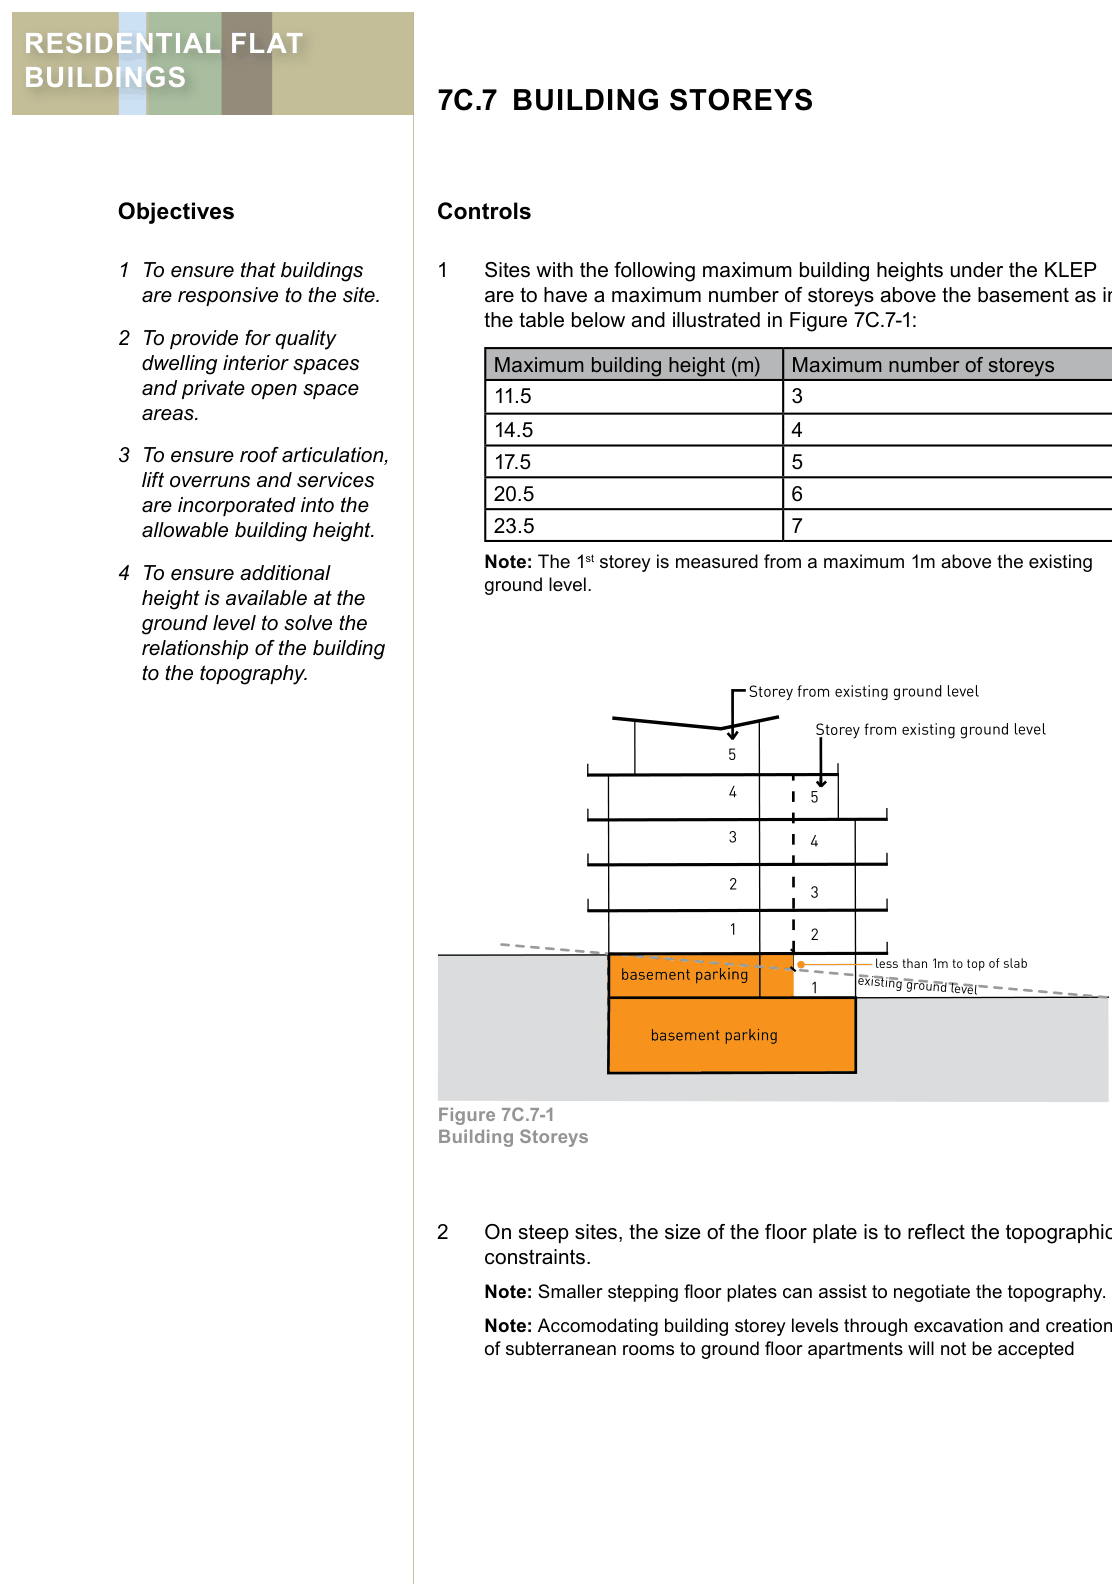 RESIDENTIAL FLAT
BUILDINGS
7C.7 BUILDING STOREYS
Objectives
1 To ensure that buildings
are responsive to the site.
2 To provide for quality
dwelling interior spaces
and private open space
areas.
3 To ensure roof articulation,
lift overruns and services
are incorporated into the
allowable building height.
4 To ensure additional
height is available at the
ground level to solve the
relationship of the building
to the topography.
Controls
1 Sites with the following maximum building heights under the KLEP
are to have a maximum number of storeys above the basement as in
the table below and illustrated in Figure 7C.7-1:
Maximum building height (m) Maximum number of storeys
11.5 3
14.5 4
17.5 5
20.5 6
23.5 7
Note: The 1st storey is measured from a maximum 1m above the existing
ground level.
Storey from existing ground level
Storey from existing ground level
5
4 5
3 4
2 3
1 2
less than 1m to top of slab
basement parking
existing ground level
1
basement parking
Figure 7C.7-1
Building Storeys
2 On steep sites, the size of the floor plate is to reflect the topographic
constraints.
Note: Smaller stepping floor plates can assist to negotiate the topography.
Note: Accomodating building storey levels through excavation and creation
of subterranean rooms to ground floor apartments will not be accepted